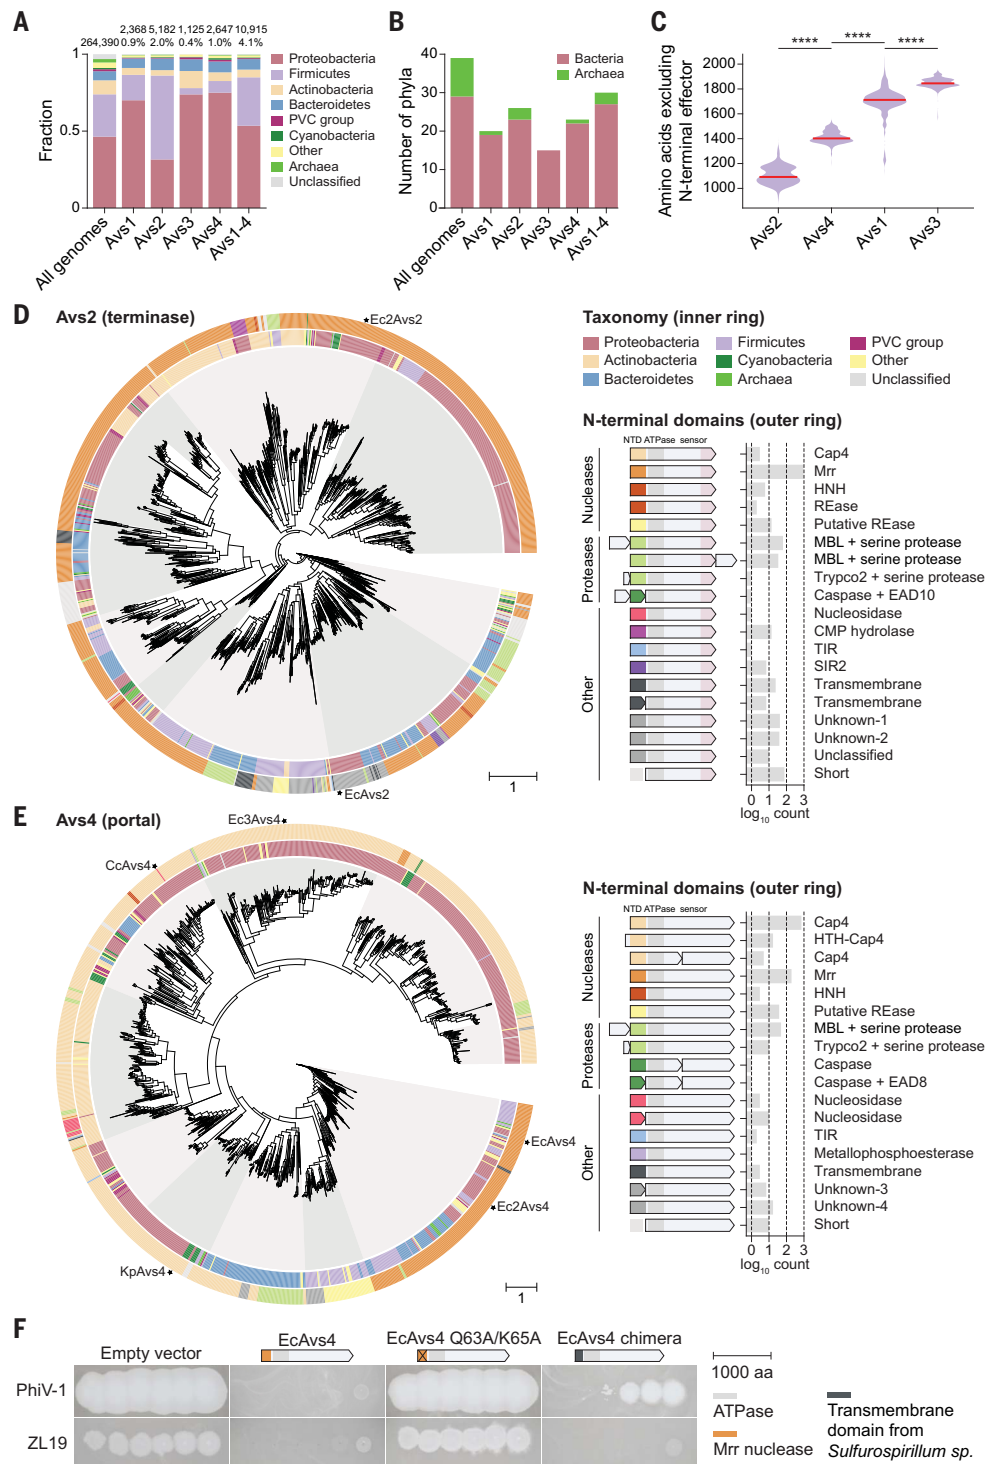 A
264,390
2,368 5,182 1,125 2,647 10,915
0.9% 2.0% 0.4% 1.0% 4.1%
Fraction
1
0.5
0
All genomes
Avs1
Avs2
Avs3
Avs4
Avs1-4
Proteobacteria
Firmicutes
Actinobacteria
Bacteroidetes
PVC group
Cyanobacteria
Other
Archaea
Unclassified
B
Number of phyla
40
30
20
10
0
All genomes
Avs1
Avs2
Avs3
Avs4
Avs1-4
Bacteria
Archaea
C
Amino acids excluding
N-terminal effector
2000
1800
1600
1400
1200
1000
**** **** ****
Avs2
Avs4
Avs1
Avs3
D Avs2 (terminase)
★Ec2Avs2
★EcAvs2
1
Taxonomy (inner ring)
Proteobacteria Firmicutes PVC group
Actinobacteria Cyanobacteria Other
Bacteroidetes Archaea Unclassified
N-terminal domains (outer ring)
NTD ATPase sensor
Nucleases
Cap4
Mrr
HNH
REase
Putative REase
Proteases
MBL + serine protease
MBL + serine protease
Trypco2 + serine protease
Caspase + EAD10
Other
Nucleosidase
CMP hydrolase
TIR
SIR2
Transmembrane
Transmembrane
Unknown-1
Unknown-2
Unclassified
Short
0 1 2 3
log10 count
E Avs4 (portal)
Ec3Avs4★
CcAvs4★
EcAvs4
Ec2Avs4
KpAvs4★
1
N-terminal domains (outer ring)
NTD ATPase sensor
Nucleases
Cap4
HTH-Cap4
Cap4
Mrr
HNH
Putative REase
Proteases
MBL + serine protease
Trypco2 + serine protease
Caspase
Caspase + EAD8
Other
Nucleosidase
Nucleosidase
TIR
Metallophosphoesterase
Transmembrane
Unknown-3
Unknown-4
Short
0 1 2 3
log10 count
F
Empty vector
EcAvs4
EcAvs4 Q63A/K65A
EcAvs4 chimera
PhiV-1
ZL19
1000 aa
ATPase
Mrr nuclease
Transmembrane
domain from
Sulfurospirillum sp.